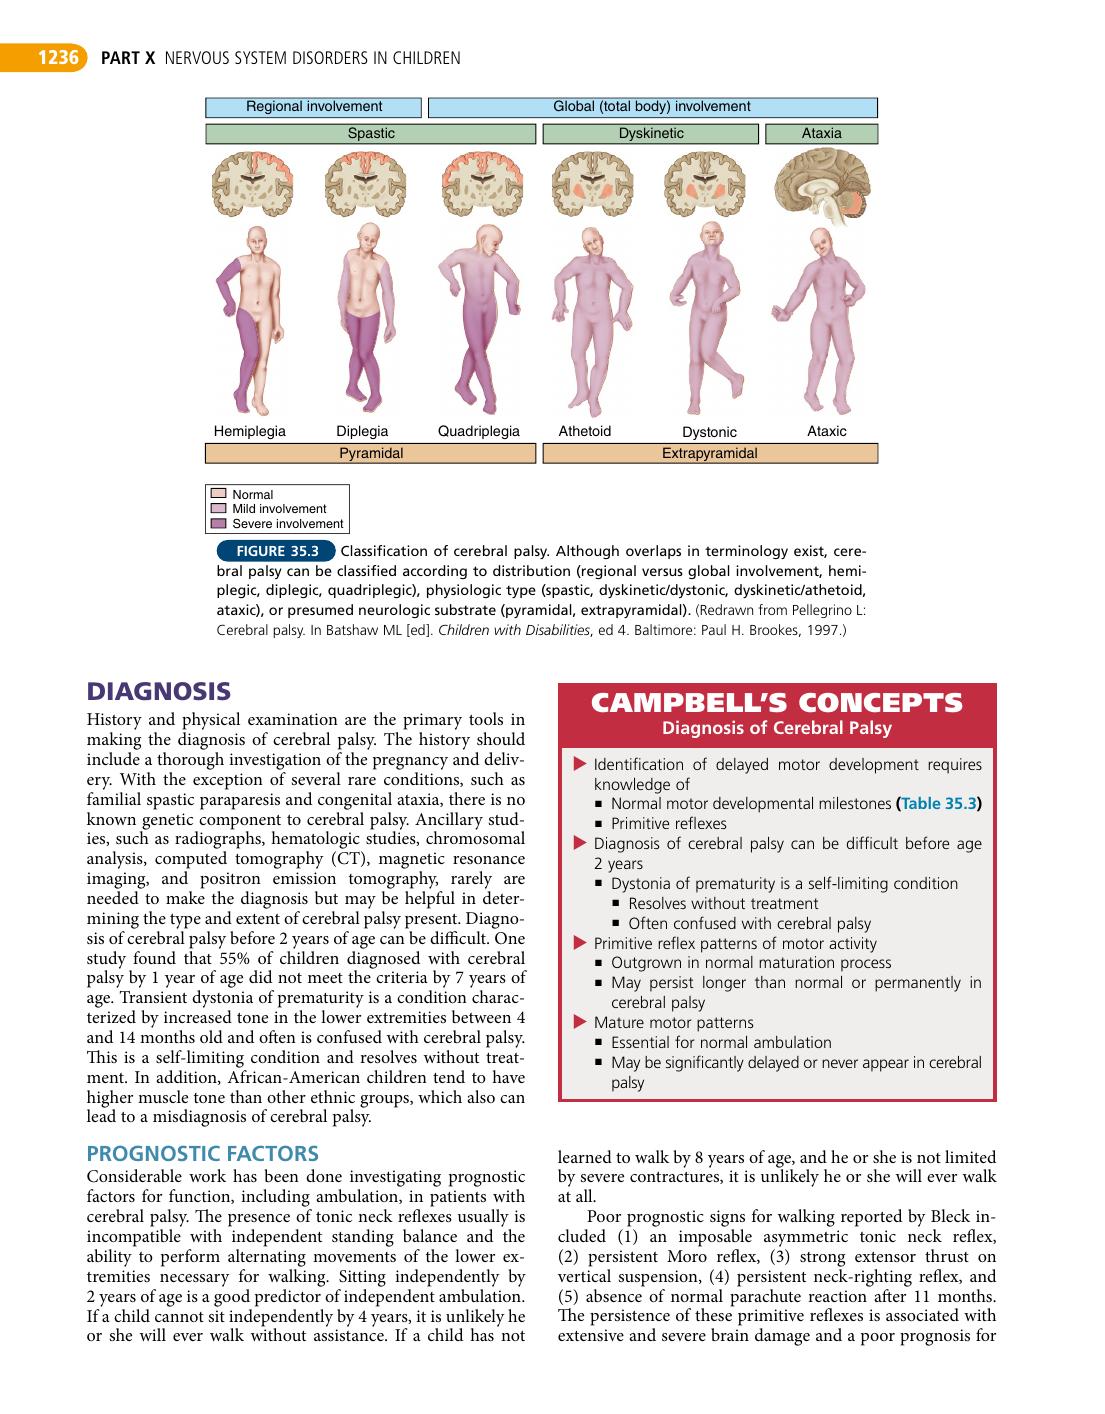 1236 PART X NERVOUS SYSTEM DISORDERS IN CHILDREN
Regional involvement
Global (total body) involvement
Spastic
Dyskinetic
Ataxia
Hemiplegia
Diplegia
Quadriplegia
Athetoid
Dystonic
Ataxic
Pyramidal
Extrapyramidal
Normal
Mild involvement
Severe involvement
FIGURE 35.3 Classification of cerebral palsy. Although overlaps in terminology exist, cere-
bral palsy can be classified according to distribution (regional versus global involvement, hemi-
plegic, diplegic, quadriplegic), physiologic type (spastic, dyskinetic/dystonic, dyskinetic/athetoid,
ataxic), or presumed neurologic substrate (pyramidal, extrapyramidal). (Redrawn from Pellegrino L:
Cerebral palsy. In Batshaw ML [ed]. Children with Disabilities, ed 4. Baltimore: Paul H. Brookes, 1997.)
DIAGNOSIS
History and physical examination are the primary tools in
making the diagnosis of cerebral palsy. The history should
include a thorough investigation of the pregnancy and deliv-
ery. With the exception of several rare conditions, such as
familial spastic paraparesis and congenital ataxia, there is no
known genetic component to cerebral palsy. Ancillary stud-
ies, such as radiographs, hematologic studies, chromosomal
analysis, computed tomography (CT), magnetic resonance
imaging, and positron emission tomography, rarely are
needed to make the diagnosis but may be helpful in deter-
mining the type and extent of cerebral palsy present. Diagno-
sis of cerebral palsy before 2 years of age can be difficult. One
study found that 55% of children diagnosed with cerebral
palsy by 1 year of age did not meet the criteria by 7 years of
age. Transient dystonia of prematurity is a condition charac-
terized by increased tone in the lower extremities between 4
and 14 months old and often is confused with cerebral palsy.
This is a self-limiting condition and resolves without treat-
ment. In addition, African-American children tend to have
higher muscle tone than other ethnic groups, which also can
lead to a misdiagnosis of cerebral palsy.
CAMPBELL'S CONCEPTS
Diagnosis of Cerebral Palsy
▶ Identification of delayed motor development requires
knowledge of
■ Normal motor developmental milestones (Table 35.3)
■ Primitive reflexes
▶ Diagnosis of cerebral palsy can be difficult before age
2 years
■ Dystonia of prematurity is a self-limiting condition
■ Resolves without treatment
■ Often confused with cerebral palsy
▶ Primitive reflex patterns of motor activity
■ Outgrown in normal maturation process
■ May persist longer than normal or permanently in
cerebral palsy
▶ Mature motor patterns
■ Essential for normal ambulation
■ May be significantly delayed or never appear in cerebral
palsy
PROGNOSTIC FACTORS
Considerable work has been done investigating prognostic
factors for function, including ambulation, in patients with
cerebral palsy. The presence of tonic neck reflexes usually is
incompatible with independent standing balance and the
ability to perform alternating movements of the lower ex-
tremities necessary for walking. Sitting independently by
2 years of age is a good predictor of independent ambulation.
If a child cannot sit independently by 4 years, it is unlikely he
or she will ever walk without assistance. If a child has not
learned to walk by 8 years of age, and he or she is not limited
by severe contractures, it is unlikely he or she will ever walk
at all.
Poor prognostic signs for walking reported by Bleck in-
cluded (1) an imposable asymmetric tonic neck reflex,
(2) persistent Moro reflex, (3) strong extensor thrust on
vertical suspension, (4) persistent neck-righting reflex, and
(5) absence of normal parachute reaction after 11 months.
The persistence of these primitive reflexes is associated with
extensive and severe brain damage and a poor prognosis for